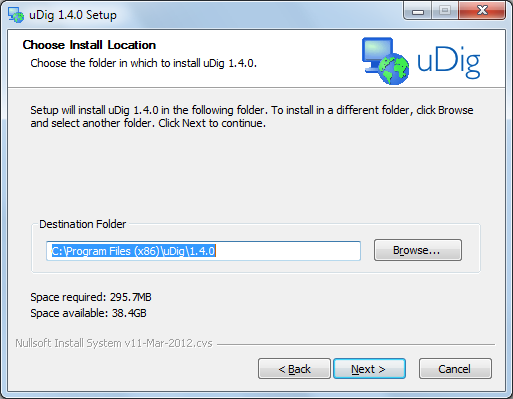 uDig 1.4.0 Setup
Choose Install Location
Choose the folder in which to install uDig 1.4.0.
uDig
Setup will install uDig 1.4.0 in the following folder. To install in a different folder, click Browse
and select another folder. Click Next to continue.
Destination Folder
C:\Program Files (x86)\uDig\1.4.0
Browse...
Space required: 295.7MB
Space available: 38.4GB
Nullsoft Install System v11-Mar-2012.cvs
< Back
Next >
Cancel